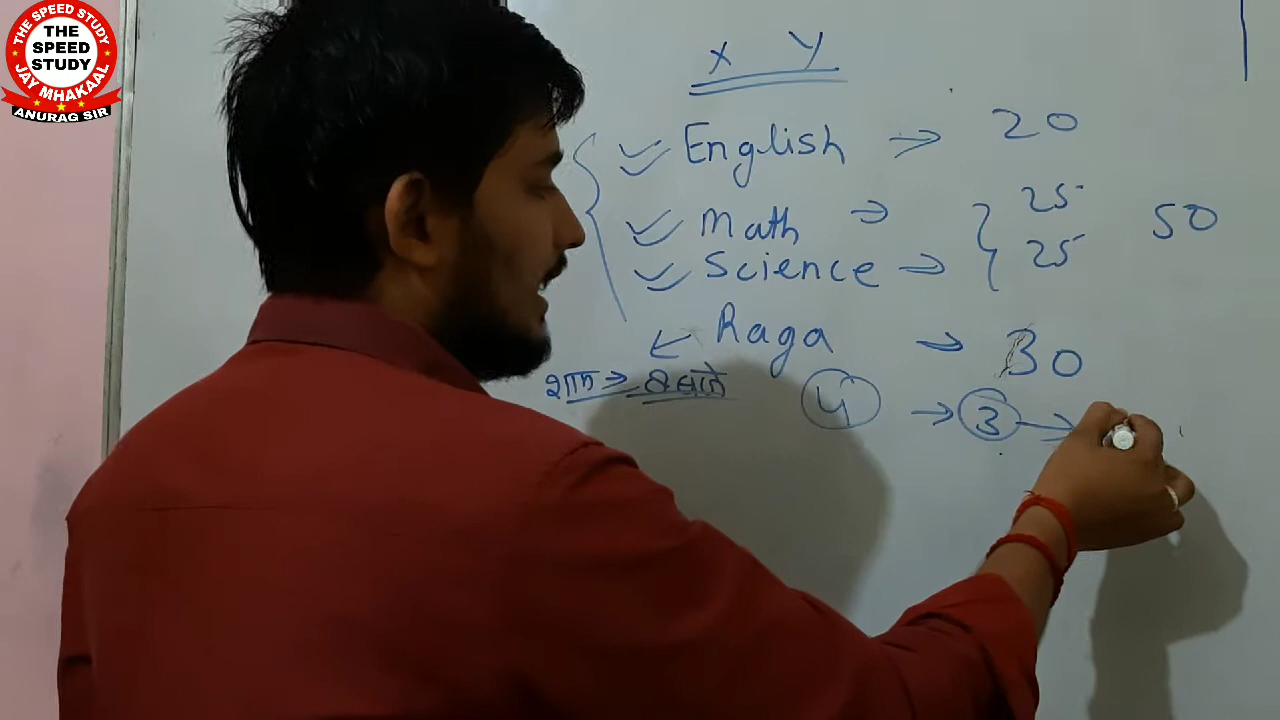 THE SPEED STUDY
THE
SPEED
STUDY
JAY MHAKAAL
ANURAG SIR
X Y
English → 20
Math → 25 50
Science → 25
Raga → 30
4 → 3 →